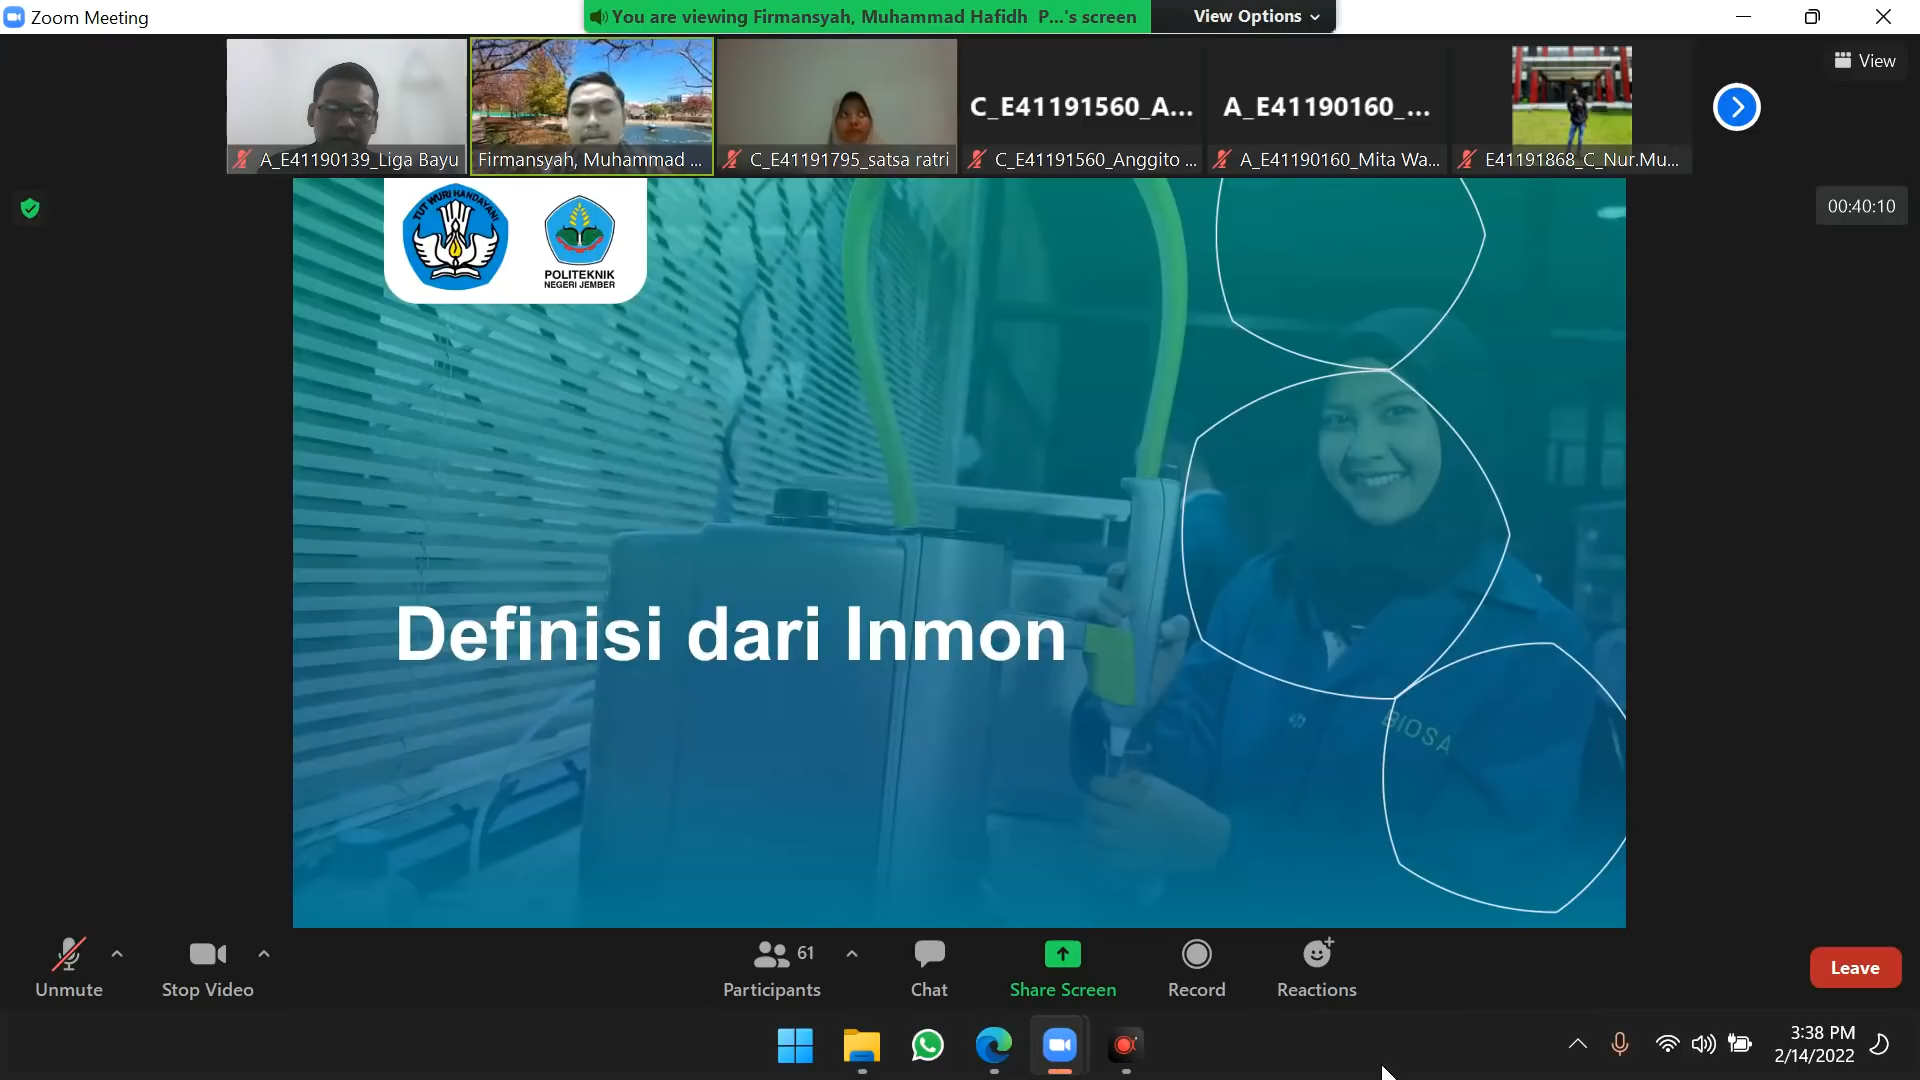 Zoom Meeting
You are viewing Firmansyah, Muhammad Hafidh P...'s screen
View Options
View
A_E41190139_Liga Bayu
Firmansyah, Muhammad ...
C_E41191795_satsa ratri
C_E41191560_A...
C_E41191560_Anggito ...
A_E41190160_...
A_E41190160_Mita Wa...
E41191868_C_Nur.Mu...
00:40:10
TUT WURI HANDAYANI
POLITEKNIK
NEGERI JEMBER
Definisi dari Inmon
BIOSA
Unmute
Stop Video
61
Participants
Chat
Share Screen
Record
Reactions
Leave
3:38 PM
2/14/2022